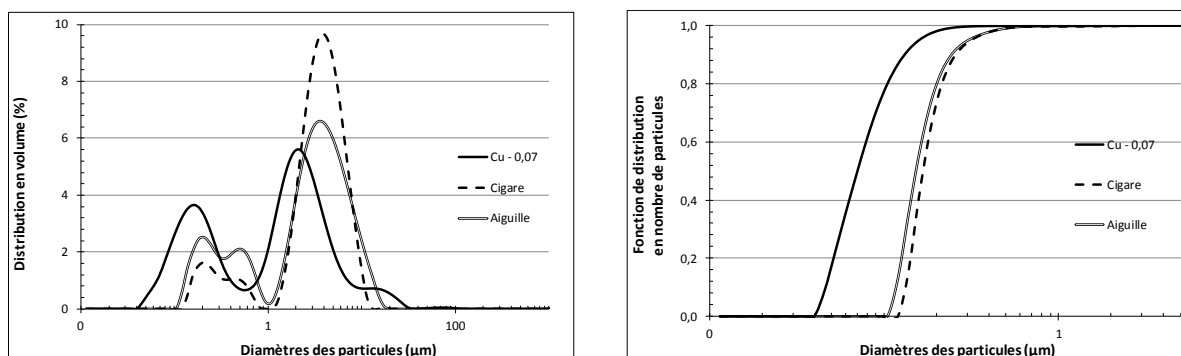 10
8
6
4
2
0
Distribution en volume (%)
Cu - 0,07
Cigare
Aiguille
0
1
100
Diamètres des particules (µm)
1,0
0,8
0,6
0,4
0,2
0,0
Fonction de distribution
en nombre de particules
Cu - 0,07
Cigare
Aiguille
0
1
Diamètres des particules (µm)